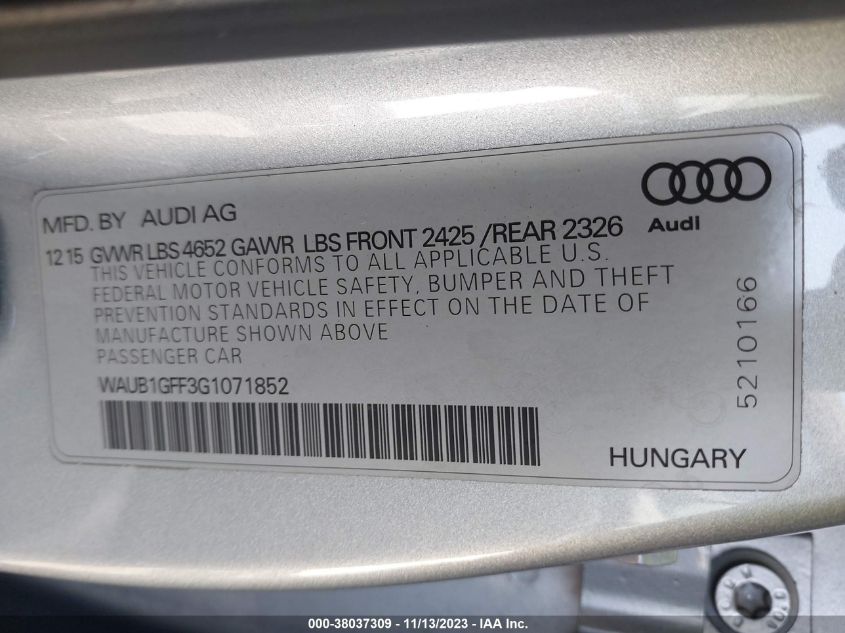 MFD. BY AUDI AG
Audi
12 15 GVWR LBS 4652 GAWR LBS FRONT 2425 /REAR 2326
THIS VEHICLE CONFORMS TO ALL APPLICABLE U.S.
FEDERAL MOTOR VEHICLE SAFETY, BUMPER AND THEFT
PREVENTION STANDARDS IN EFFECT ON THE DATE OF
MANUFACTURE SHOWN ABOVE
PASSENGER CAR
WAUB1GFF3G1071852
5210166
HUNGARY
000-38037309 - 11/13/2023 - © IAA Inc.